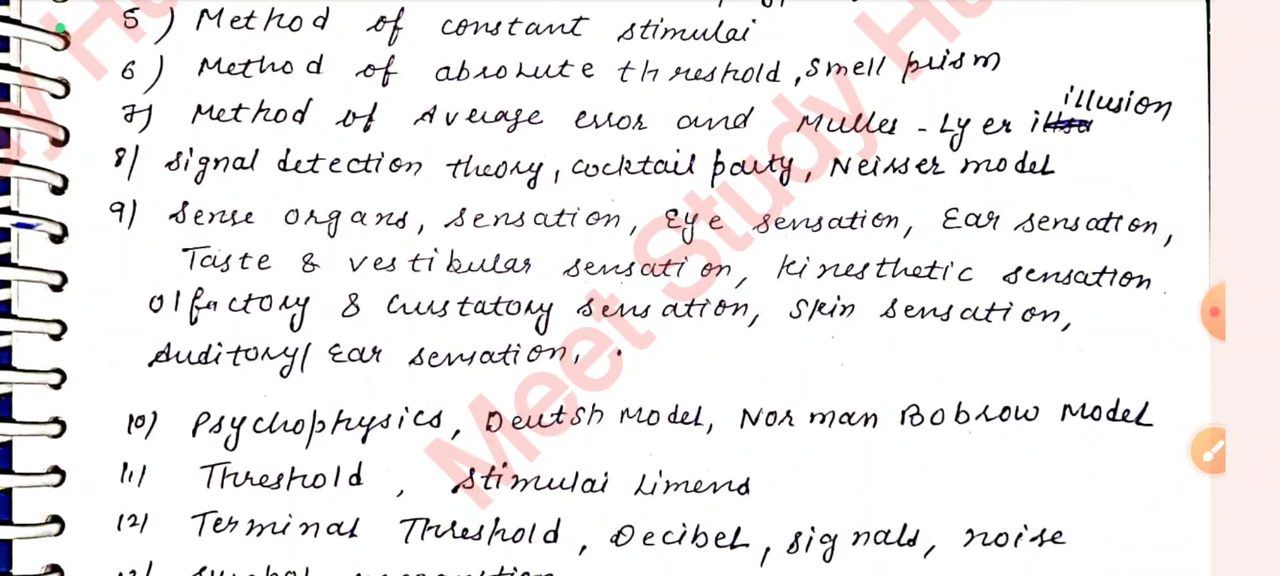 5) Method of constant stimulai
6) Method of absolute threshold, smell prism
illusion
7) Method of Average error and Muller-Lyer
8) signal detection theory, cocktail party, Neisser model
9) Sense organs, sensation, Eye sensation, Ear sensation,
Taste & vestibular sensation, kinesthetic sensation
Olfactory & Gustatory sensation, Skin sensation,
Auditory/Ear sensation,
10) Psychophysics, Deutsh Model, Norman Bobrow Model
11) Threshold, stimulai Limens
12) Terminal Threshold, Decibel, signals, noise
Meet Study